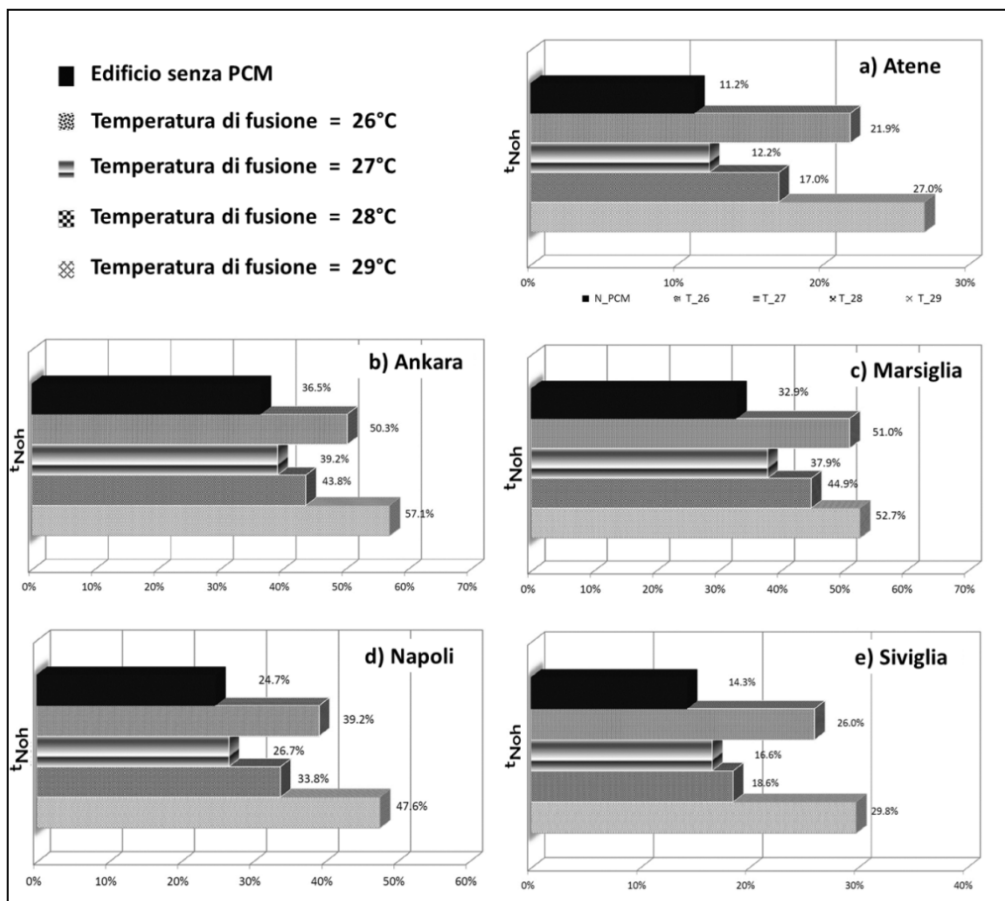 Edificio senza PCM
Temperatura di fusione = 26°C
Temperatura di fusione = 27°C
Temperatura di fusione = 28°C
Temperatura di fusione = 29°C
a) Atene
tNoh
11.2%
21.9%
12.2%
17.0%
27.0%
0% 10% 20% 30%
N_PCM T_26 T_27 T_28 T_29
b) Ankara
tNoh
36.5%
50.3%
39.2%
43.8%
57.1%
0% 10% 20% 30% 40% 50% 60% 70%
c) Marsiglia
tNoh
32.9%
51.0%
37.9%
44.9%
52.7%
0% 10% 20% 30% 40% 50% 60% 70%
d) Napoli
tNoh
24.7%
39.2%
26.7%
33.8%
47.6%
0% 10% 20% 30% 40% 50% 60%
e) Siviglia
tNoh
14.3%
26.0%
16.6%
18.6%
29.8%
0% 10% 20% 30% 40%